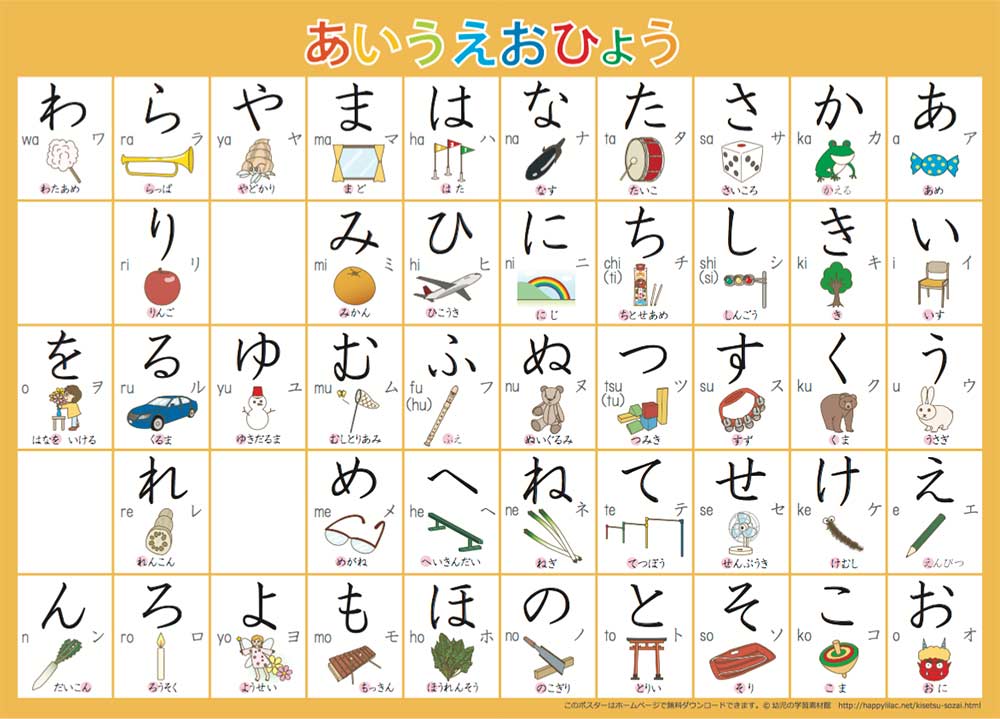 あいうえおひょう
あ a ア あめ
い i イ いす
う u ウ うさぎ
え e エ えんぴつ
お o オ おに
か ka カ かえる
き ki キ き
く ku ク くま
け ke ケ けむし
こ ko コ こま
さ sa サ さいころ
し shi (si) シ しんごう
す su ス すず
せ se セ せんぷうき
そ so ソ そり
た ta タ たいこ
ち chi (ti) チ ちとせあめ
つ tsu (tu) ツ つみき
て te テ てつぼう
と to ト とりい
な na ナ なす
に ni ニ にじ
ぬ nu ヌ ぬいぐるみ
ね ne ネ ねぎ
の no ノ のこぎり
は ha ハ はた
ひ hi ヒ ひこうき
ふ fu (hu) フ ふえ
へ he ヘ へいきんだい
ほ ho ホ ほうれんそう
ま ma マ まど
み mi ミ みかん
む mu ム むしとりあみ
め me メ めがね
も mo モ もっきん
や ya ヤ やどかり
ゆ yu ユ ゆきだるま
よ yo ヨ ようせい
ら ra ラ らっぱ
り ri リ りんご
る ru ル くるま
れ re レ れんこん
ろ ro ロ ろうそく
わ wa ワ わたあめ
を o ヲ はなを いける
ん n ン だいこん
このポスターはホームページで無料ダウンロードできます。© 幼児の学習素材館 http://happylilac.net/kisetsu-sozai.html